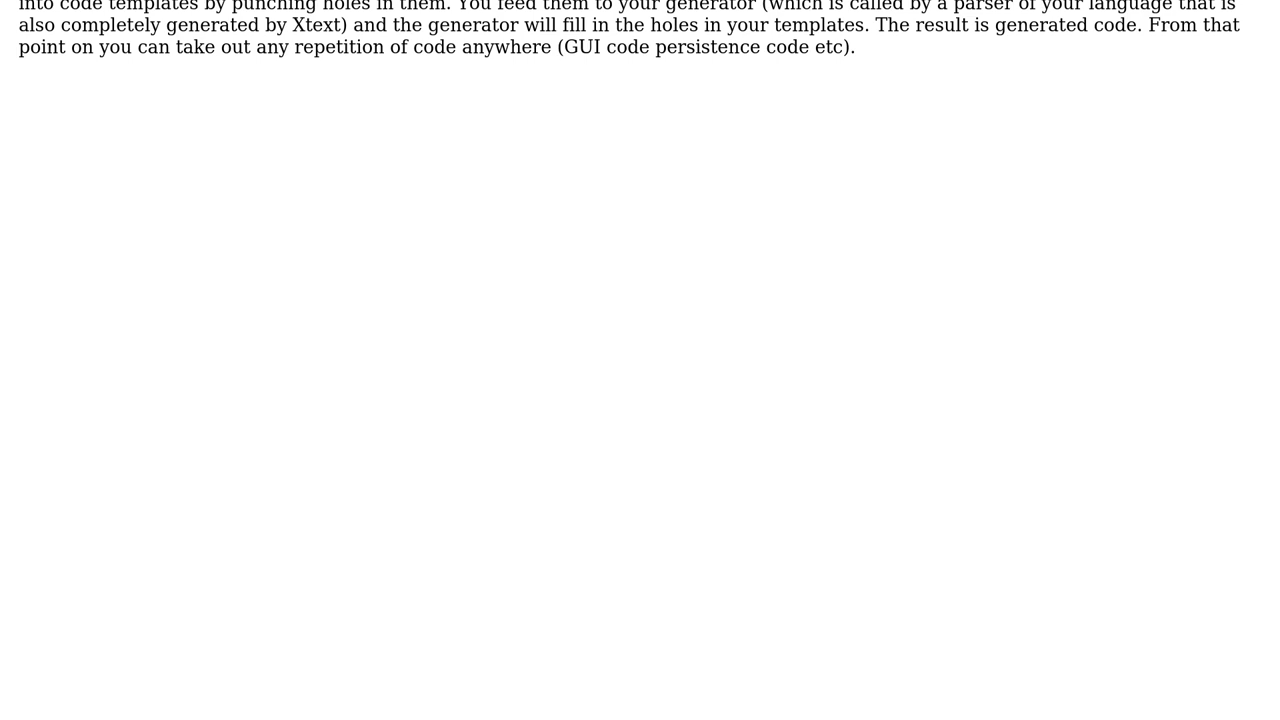 into code templates by punching holes in them. You feed them to your generator (which is called by a parser of your language that is
also completely generated by Xtext) and the generator will fill in the holes in your templates. The result is generated code. From that
point on you can take out any repetition of code anywhere (GUI code persistence code etc).